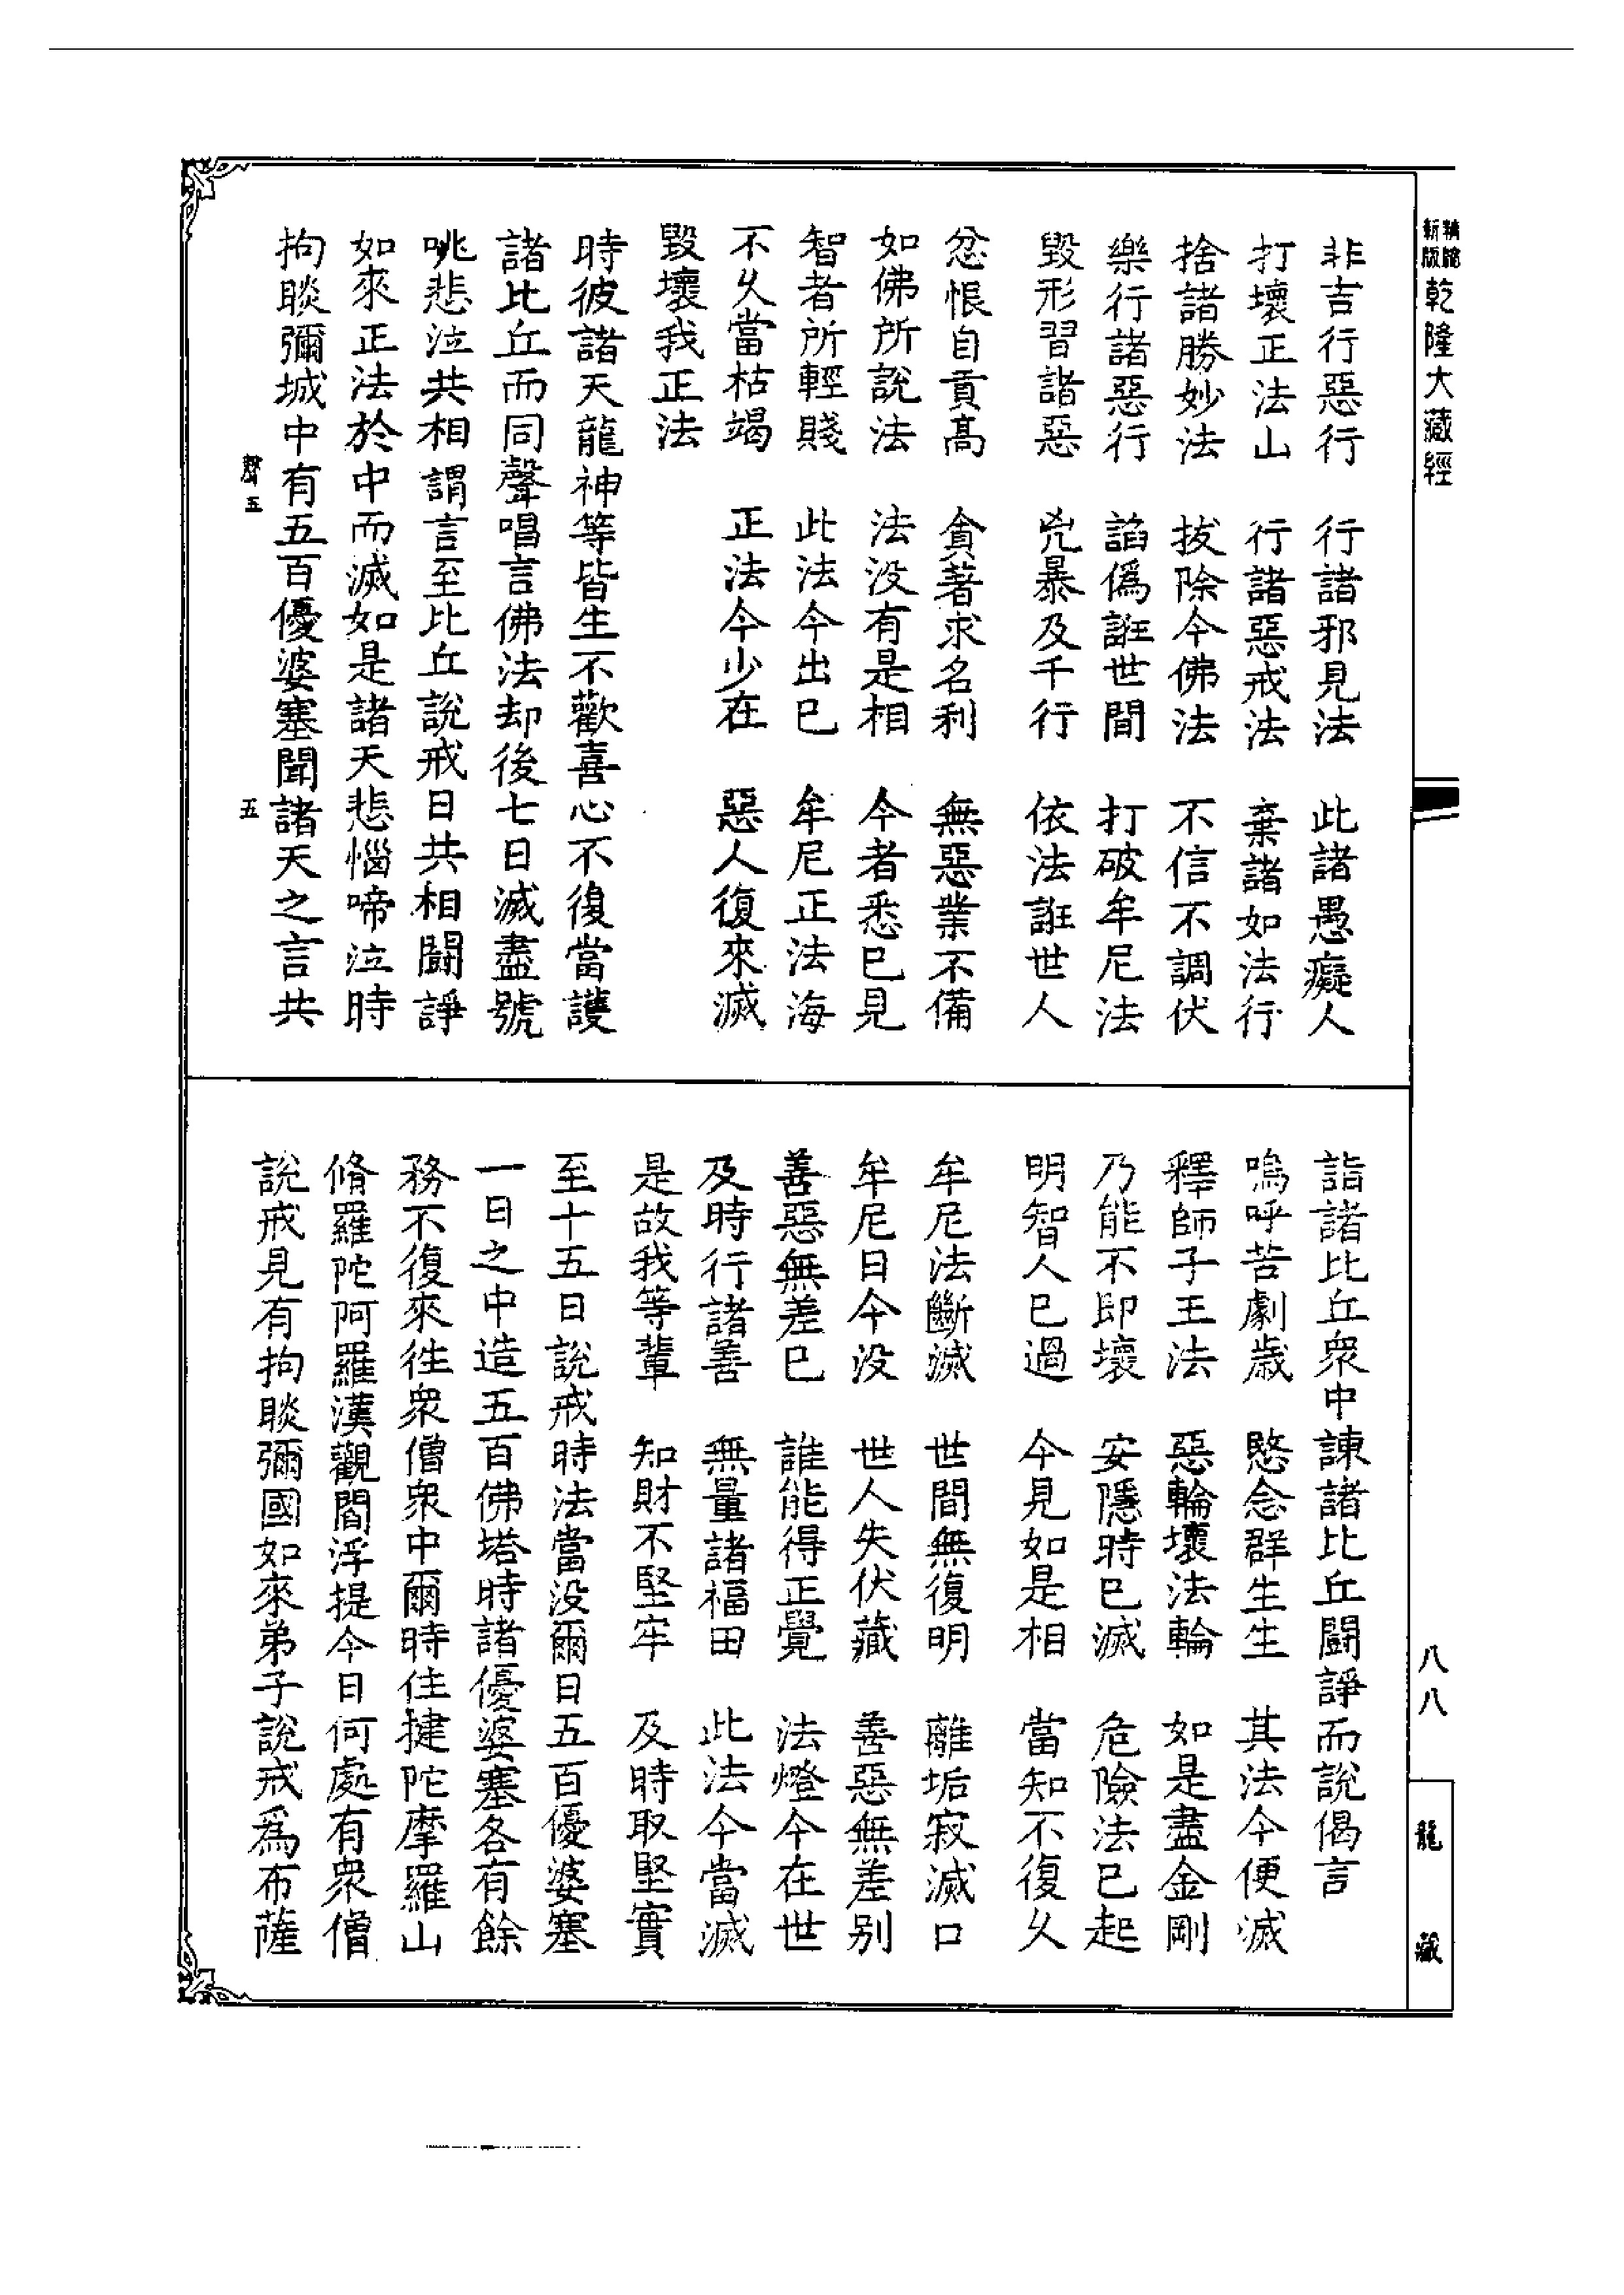 新編
縮版
乾隆大藏經
非吉行惡行　行諸邪見法　此諸愚癡人
打壞正法山　行諸惡戒法　棄諸如法行
捨諸勝妙法　拔除今佛法　不信不調伏
樂行諸惡行　諂偽誑世間　打破牟尼法
毀形習諸惡　兇暴及千行　依法誑世人
忿恨自貢高　貪著求名利　無惡業不備
如佛所說法　法沒有是相　今者悉已見
智者所輕賤　此法今出已　牟尼正法海
不久當枯竭　正法今少在　惡人復來滅
毀壞我正法
時彼諸天龍神等皆生不歡喜心不復當護
諸比丘而同聲唱言佛法却後七日滅盡號
咷悲泣共相謂言至比丘說戒日共相鬪諍
如來正法於中而滅如是諸天悲惱啼泣時
拘睒彌城中有五百優婆塞聞諸天之言共
五
詣諸比丘衆中諫諸比丘鬪諍而說偈言
嗚呼苦劇歲　愍念群生生　其法今便滅
釋師子王法　惡輪壞法輪　如是盡金剛
乃能不即壞　安隱時已滅　危險法已起
明智人已過　今見如是相　當知不復久
牟尼法斷滅　世間無復明　離垢寂滅口
牟尼日今沒　世人失伏藏　善惡無差別
善惡無差已　誰能得正覺　法燈今在世
及時行諸善　無量諸福田　此法今當滅
是故我等輩　知財不堅牢　及時取堅實
至十五日說戒時法當沒爾日五百優婆塞
一日之中造五百佛塔時諸優婆塞各有餘
務不復來往衆僧衆中爾時住揵陀摩羅山
脩羅陀阿羅漢觀閻浮提今日何處有衆僧
說戒見有拘睒彌國如來弟子說戒爲布薩
八八
龍藏